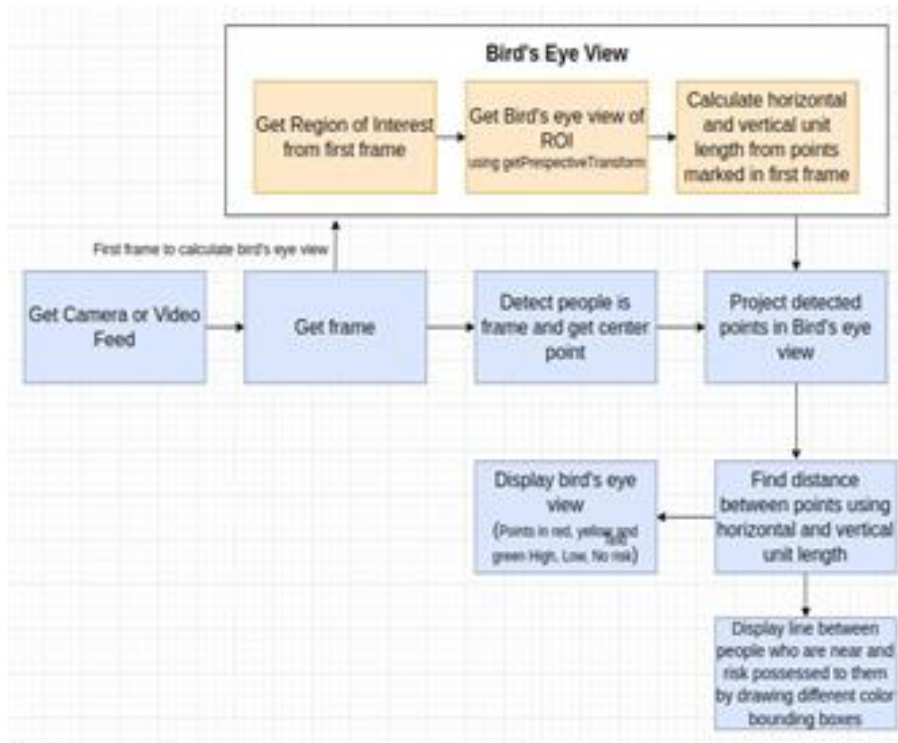 Bird's Eye View
Get Region of Interest
from first frame
Get Bird's eye view of
ROI
using getPrespectiveTransform
Calculate horizontal
and vertical unit
length from points
marked in first frame
First frame to calculate bird's eye view
Get Camera or Video
Feed
Get frame
Detect people is
frame and get center
point
Project detected
points in Bird's eye
view
Display bird's eye
view
(Points in red, yellow and
green High, Low, No risk)
Find distance
between points using
horizontal and vertical
unit length
Display line between
people who are near and
risk possessed to them
by drawing different color
bounding boxes